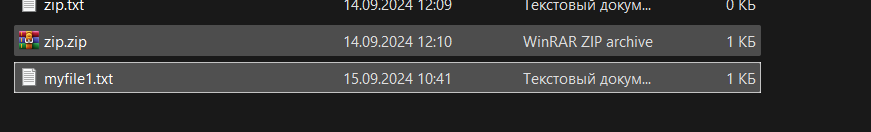 zip.txt 14.09.2024 12:09 Текстовый докум... 0 КБ
zip.zip 14.09.2024 12:10 WinRAR ZIP archive 1 КБ
myfile1.txt 15.09.2024 10:41 Текстовый докум... 1 КБ